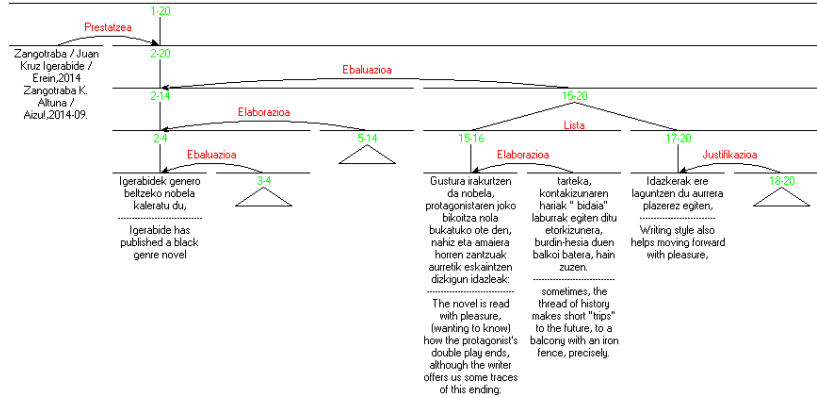 1-20
Prestatzea
Zangotraba / Juan
Kruz Igerabide /
Erein,2014
Zangotraba K.
Altuna /
Aizu!,2014-09.
2-20
Ebaluazioa
2-14
15-20
Elaborazioa
Lista
2-4
5-14
15-16
17-20
Ebaluazioa
Elaborazioa
Justifikazioa
Igerabidek genero
beltzeko nobela
kaleratu du,
Igerabide has
published a black
genre novel
3-4
Gustura irakurtzen
da nobela,
protagonistaren joko
bikoitza nola
bukatuko ote den,
nahiz eta amaiera
horren zantzuak
aurretik eskaintzen
dizkigun idazleak:
The novel is read
with pleasure,
(wanting to know)
how the protagonist's
double play ends,
although the writer
offers us some traces
of this ending:
tarteka,
kontakizunaren
hariak " bidaia"
laburrak egiten ditu
etorkizunera,
burdin-hesia duen
balkoi batera, hain
zuzen.
sometimes, the
thread of history
makes short "trips"
to the future, to a
balcony with an iron
fence, precisely.
Idazkerak ere
laguntzen du aurrera
plazerez egiten,
Writing style also
helps moving forward
with pleasure,
18-20